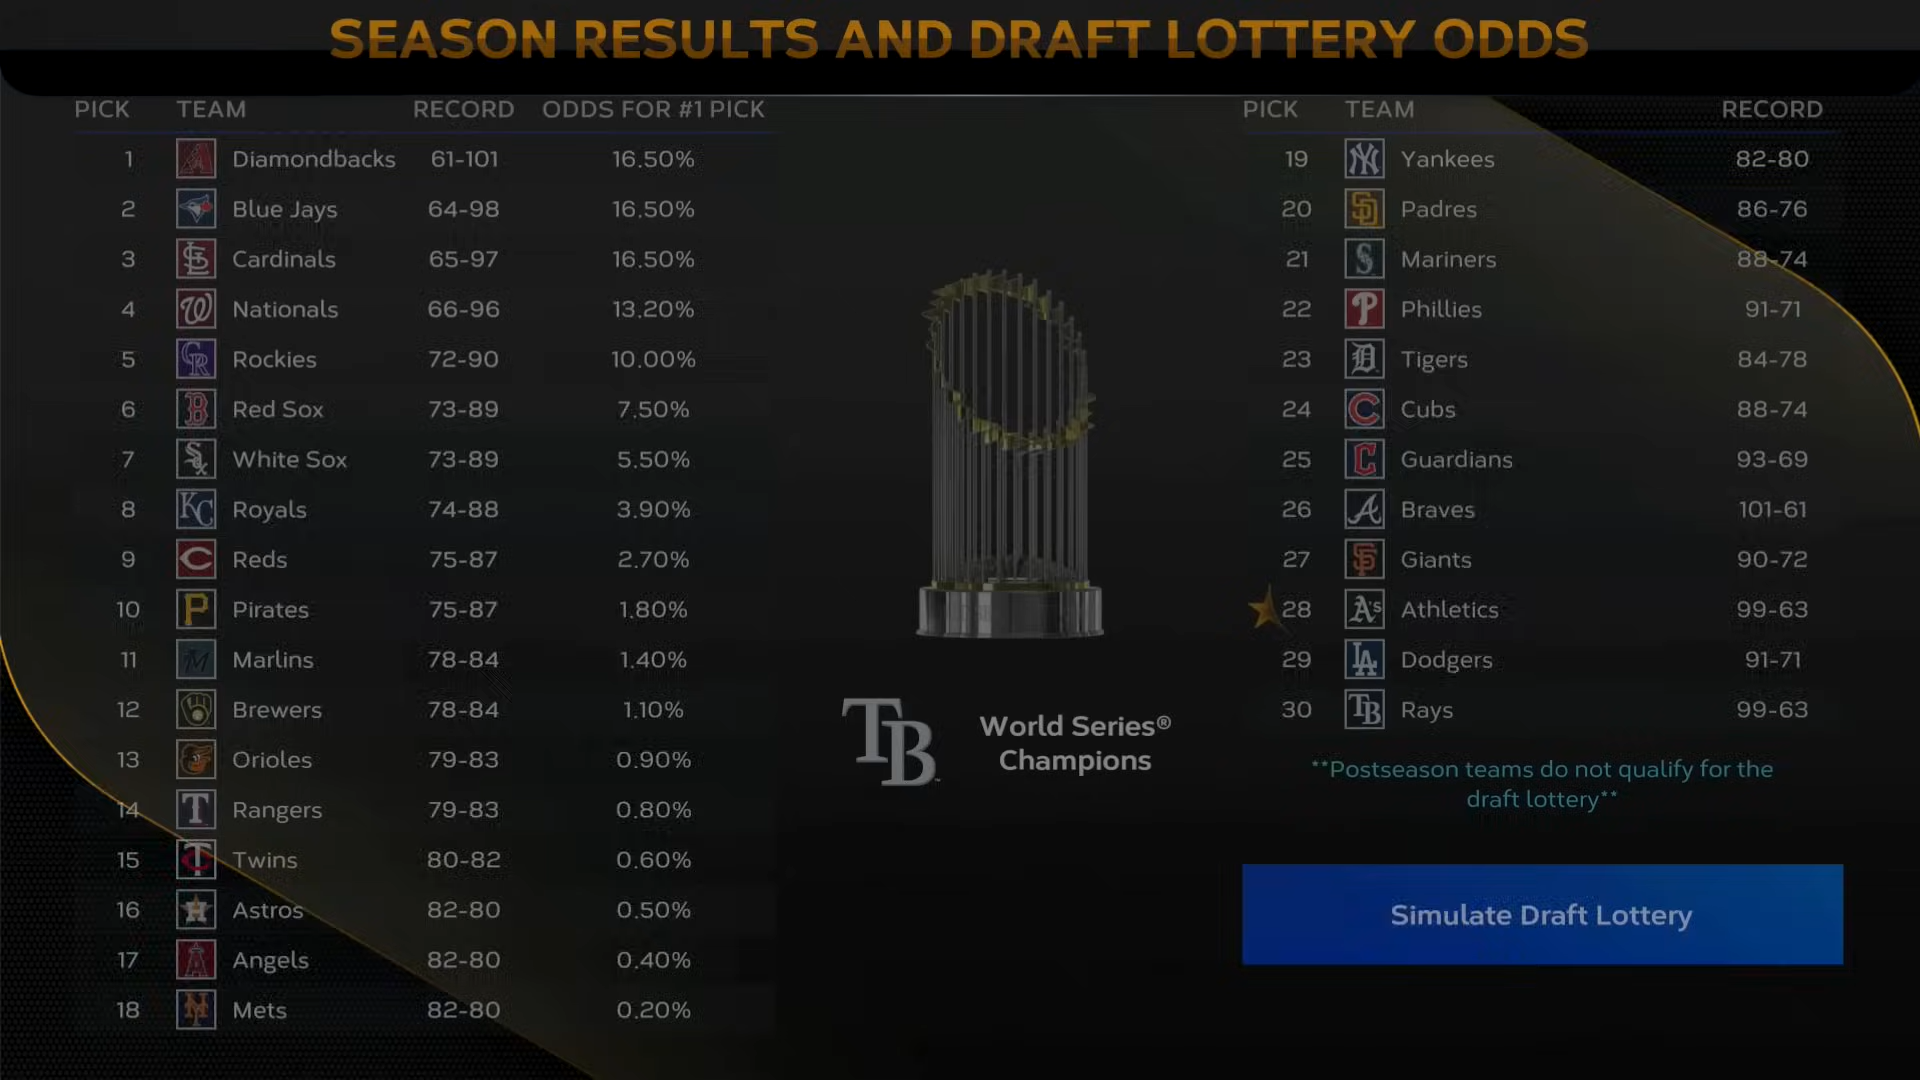 SEASON RESULTS AND DRAFT LOTTERY ODDS
PICK TEAM RECORD ODDS FOR #1 PICK
1 Diamondbacks 61-101 16.50%
2 Blue Jays 64-98 16.50%
3 Cardinals 65-97 16.50%
4 Nationals 66-96 13.20%
5 Rockies 72-90 10.00%
6 Red Sox 73-89 7.50%
7 White Sox 73-89 5.50%
8 Royals 74-88 3.90%
9 Reds 75-87 2.70%
10 Pirates 75-87 1.80%
11 Marlins 78-84 1.40%
12 Brewers 78-84 1.10%
13 Orioles 79-83 0.90%
14 Rangers 79-83 0.80%
15 Twins 80-82 0.60%
16 Astros 82-80 0.50%
17 Angels 82-80 0.40%
18 Mets 82-80 0.20%
TB
World Series®
Champions
PICK TEAM RECORD
19 Yankees 82-80
20 Padres 86-76
21 Mariners 88-74
22 Phillies 91-71
23 Tigers 84-78
24 Cubs 88-74
25 Guardians 93-69
26 Braves 101-61
27 Giants 90-72
28 Athletics 99-63
29 Dodgers 91-71
30 Rays 99-63
**Postseason teams do not qualify for the
draft lottery**
Simulate Draft Lottery